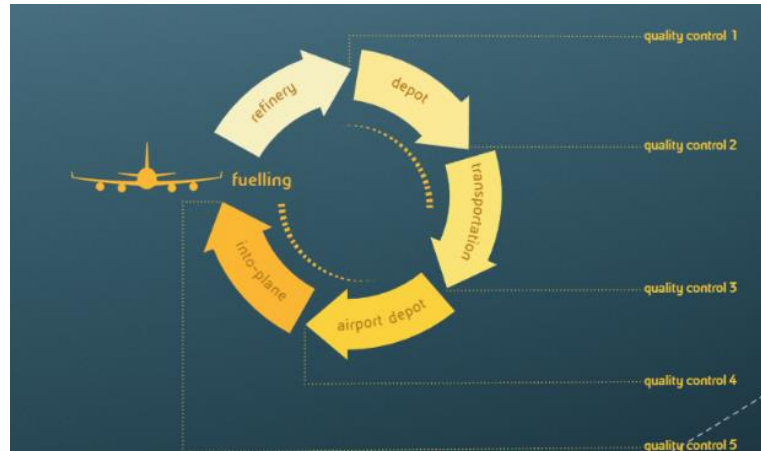 quality control 1
refinery
depot
quality control 2
fuelling
transportation
into-plane
quality control 3
airport depot
quality control 4
quality control 5